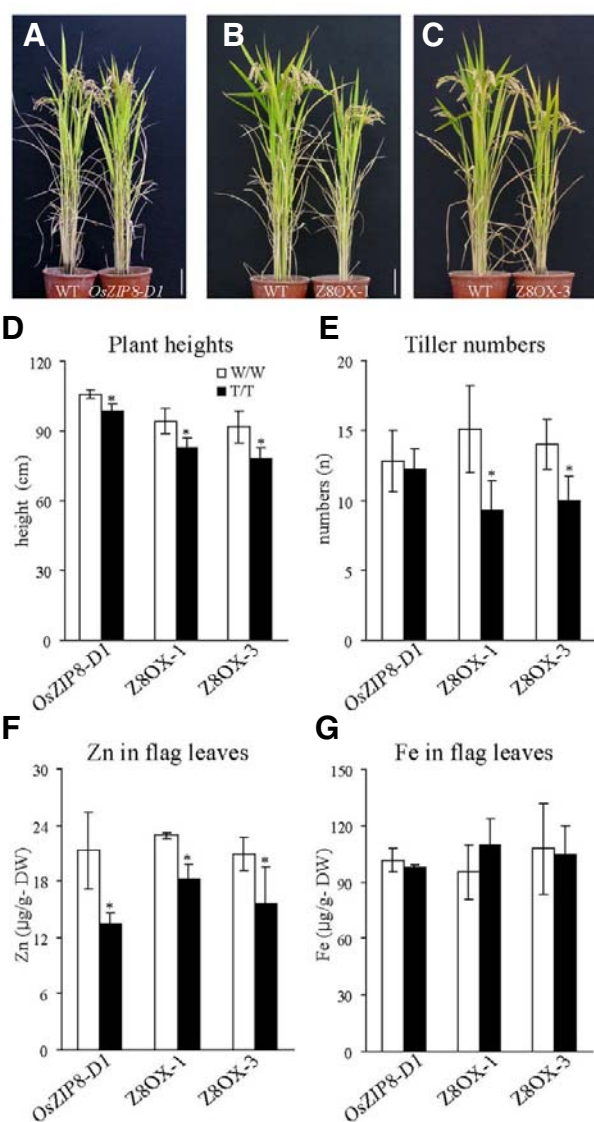 A
B
C
WT OsZIP8-D1
WT Z8OX-1
WT Z8OX-3
D
Plant heights
W/W
T/T
height (cm)
120
90
60
30
0
* * *
OsZIP8-D1
Z8OX-1
Z8OX-3
E
Tiller numbers
numbers (n)
20
15
10
5
0
* *
OsZIP8-D1
Z8OX-1
Z8OX-3
F
Zn in flag leaves
Zn (µg/g- DW)
30
24
18
12
6
0
* * *
OsZIP8-D1
Z8OX-1
Z8OX-3
G
Fe in flag leaves
Fe (µg/g- DW)
150
120
90
60
30
0
OsZIP8-D1
Z8OX-1
Z8OX-3